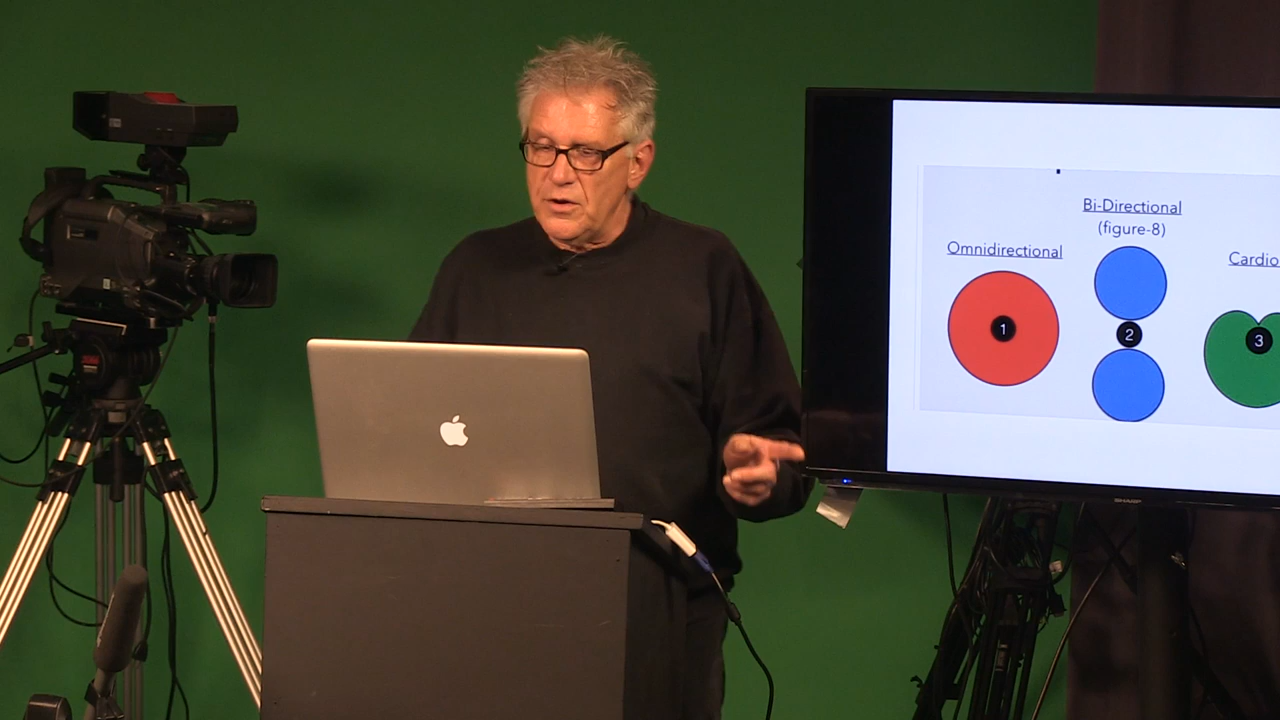 Bi-Directional
(figure-8)
Omnidirectional
Cardio
1
2
3
SHARP